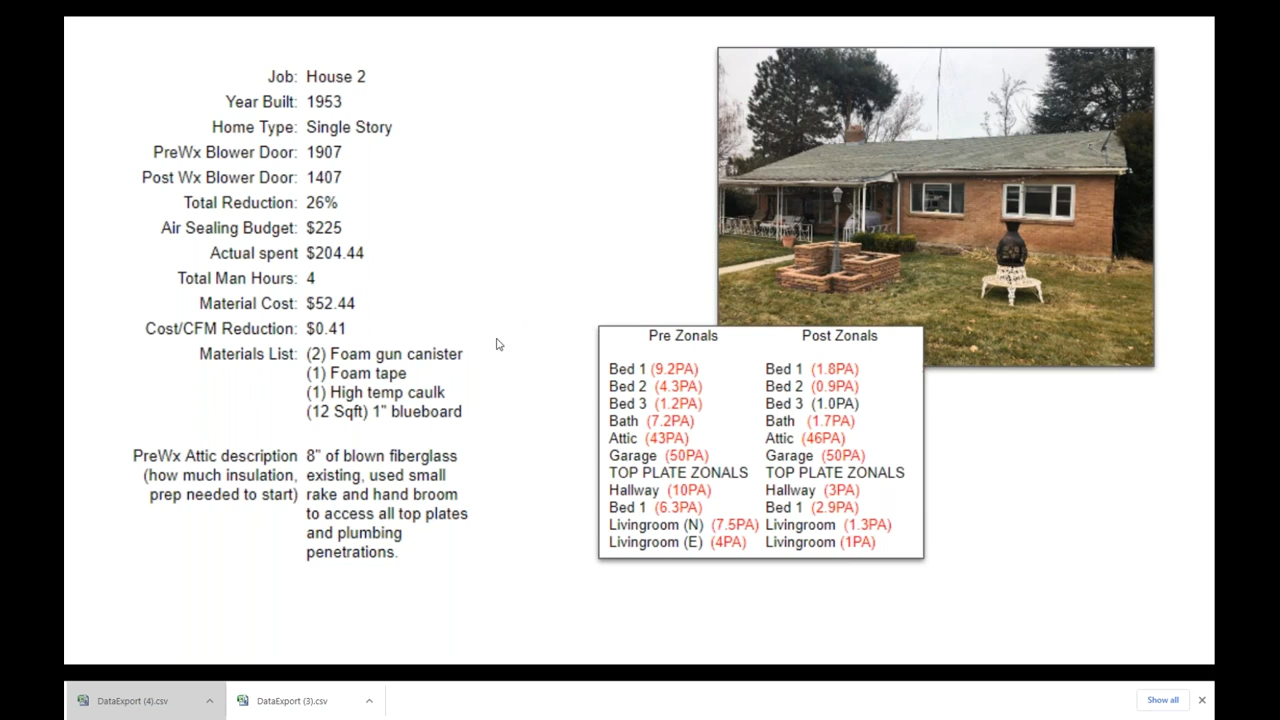 Job: House 2
Year Built: 1953
Home Type: Single Story
PreWx Blower Door: 1907
Post Wx Blower Door: 1407
Total Reduction: 26%
Air Sealing Budget: $225
Actual spent $204.44
Total Man Hours: 4
Material Cost: $52.44
Cost/CFM Reduction: $0.41
Materials List: (2) Foam gun canister
(1) Foam tape
(1) High temp caulk
(12 Sqft) 1” blueboard
PreWx Attic description 8” of blown fiberglass
(how much insulation, existing, used small
prep needed to start) rake and hand broom
to access all top plates
and plumbing
penetrations.
Pre Zonals Post Zonals
Bed 1 (9.2PA) Bed 1 (1.8PA)
Bed 2 (4.3PA) Bed 2 (0.9PA)
Bed 3 (1.2PA) Bed 3 (1.0PA)
Bath (7.2PA) Bath (1.7PA)
Attic (43PA) Attic (46PA)
Garage (50PA) Garage (50PA)
TOP PLATE ZONALS TOP PLATE ZONALS
Hallway (10PA) Hallway (3PA)
Bed 1 (6.3PA) Bed 1 (2.9PA)
Livingroom (N) (7.5PA) Livingroom (1.3PA)
Livingroom (E) (4PA) Livingroom (1PA)
DataExport (4).csv DataExport (3).csv Show all